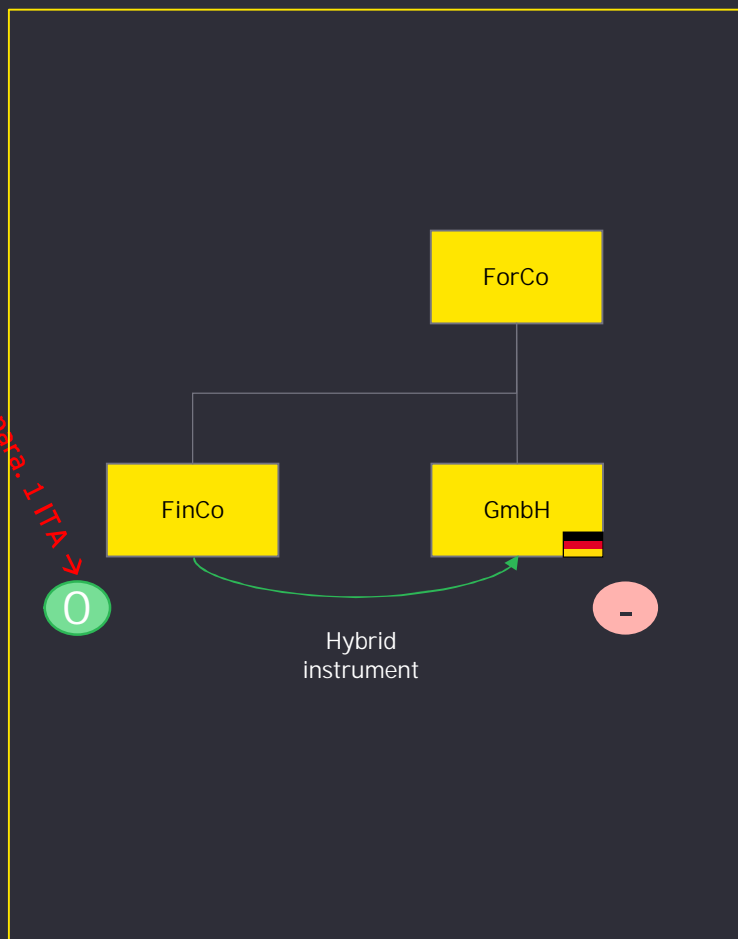 ForCo
para. 1 ITA →
FinCo
GmbH
0
-
Hybrid
instrument